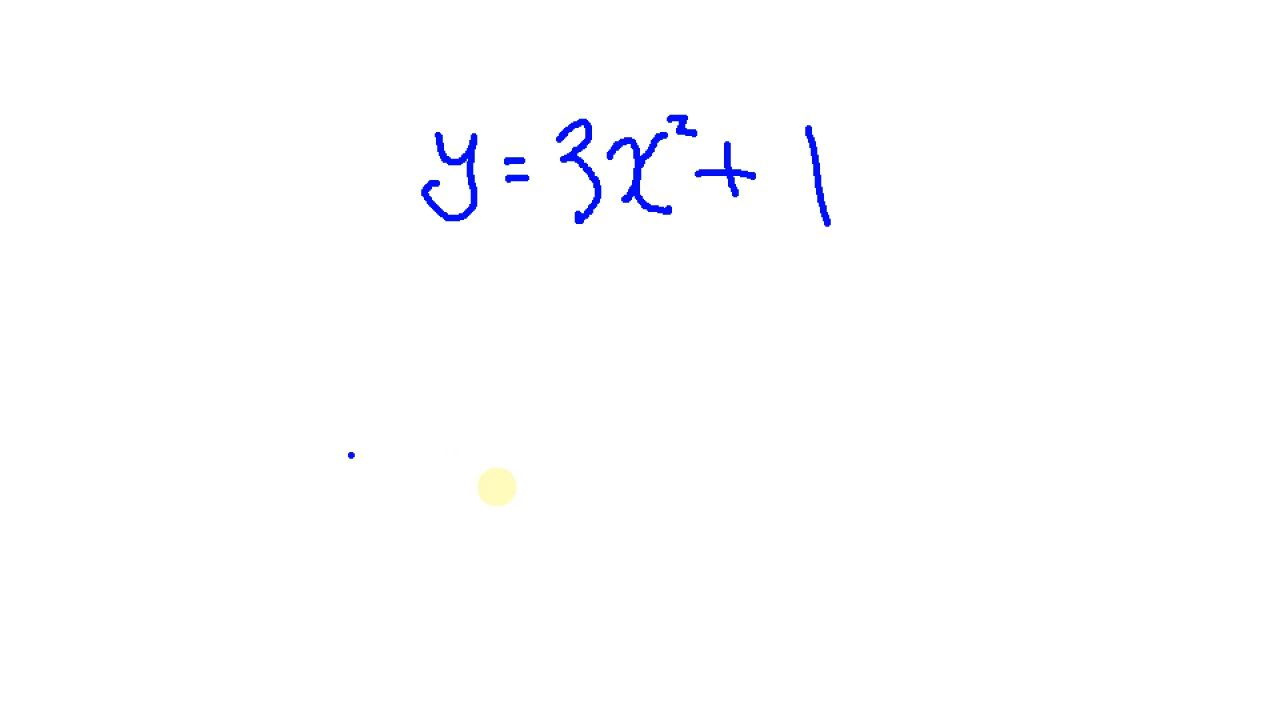 y = 3x² + 1